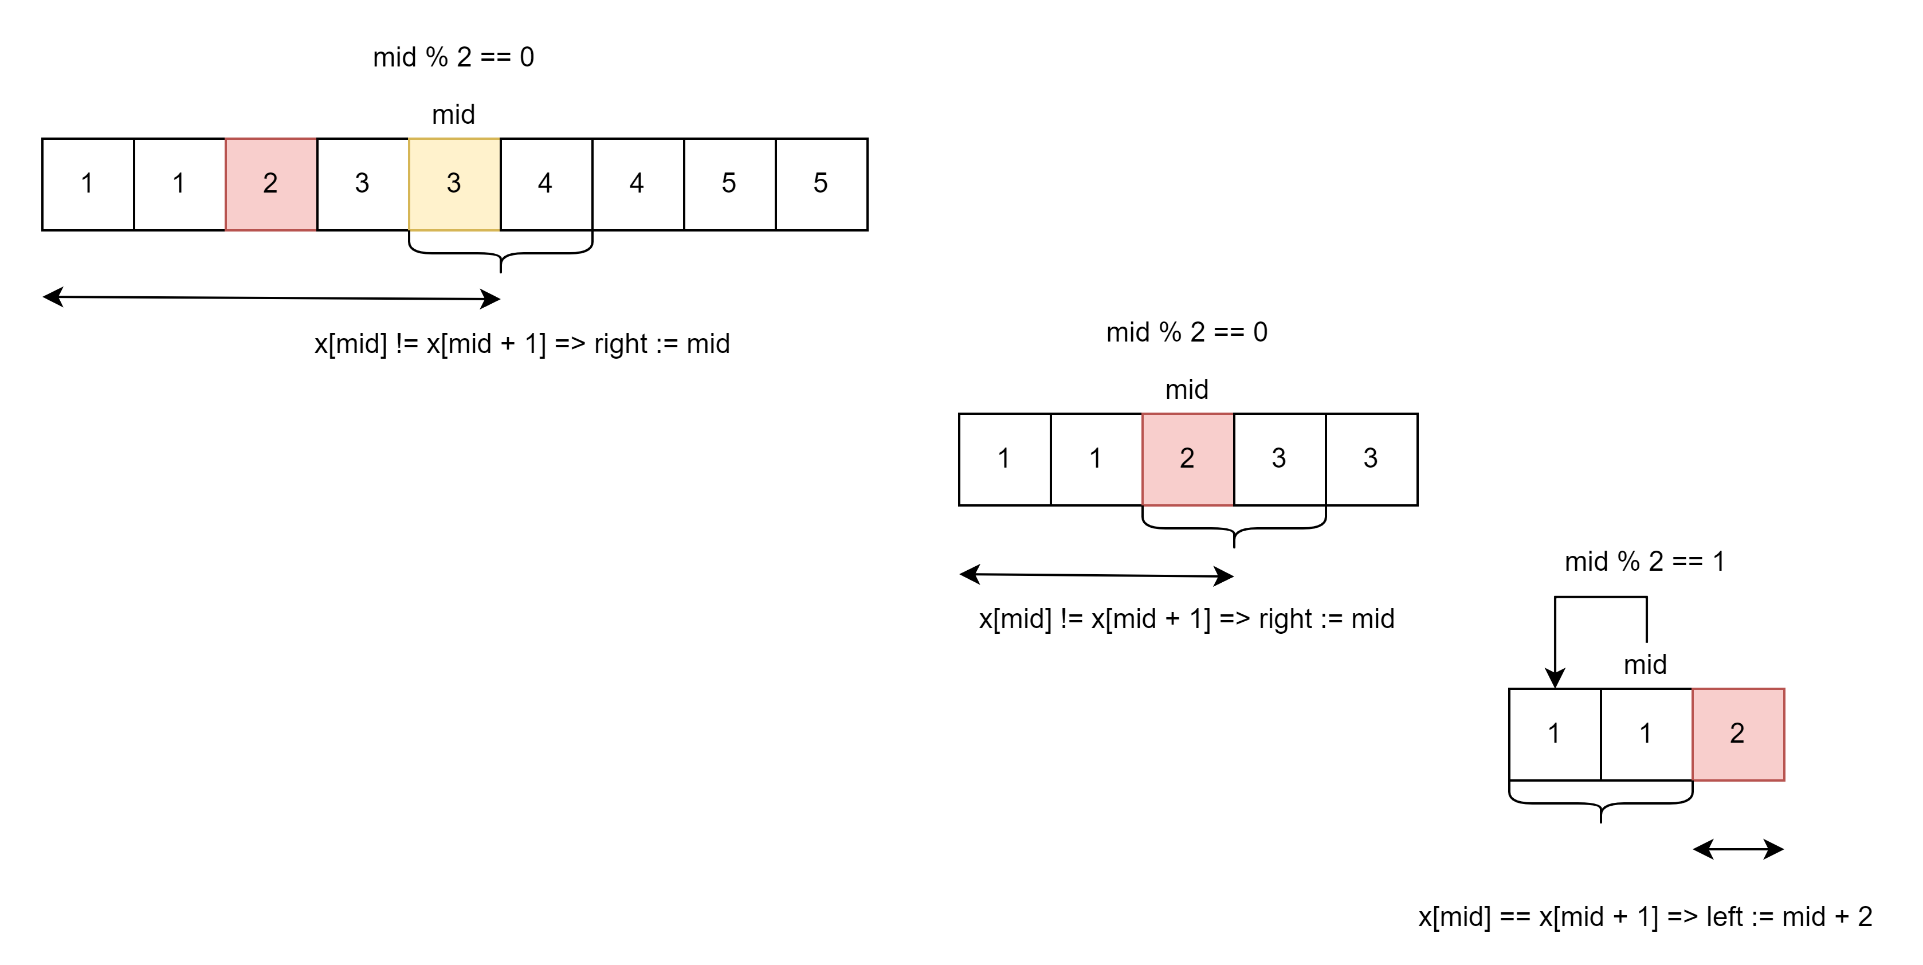 mid % 2 == 0
mid
1 1 2 3 3 4 4 5 5
x[mid] != x[mid + 1] => right := mid
mid % 2 == 0
mid
1 1 2 3 3
x[mid] != x[mid + 1] => right := mid
mid % 2 == 1
mid
1 1 2
x[mid] == x[mid + 1] => left := mid + 2